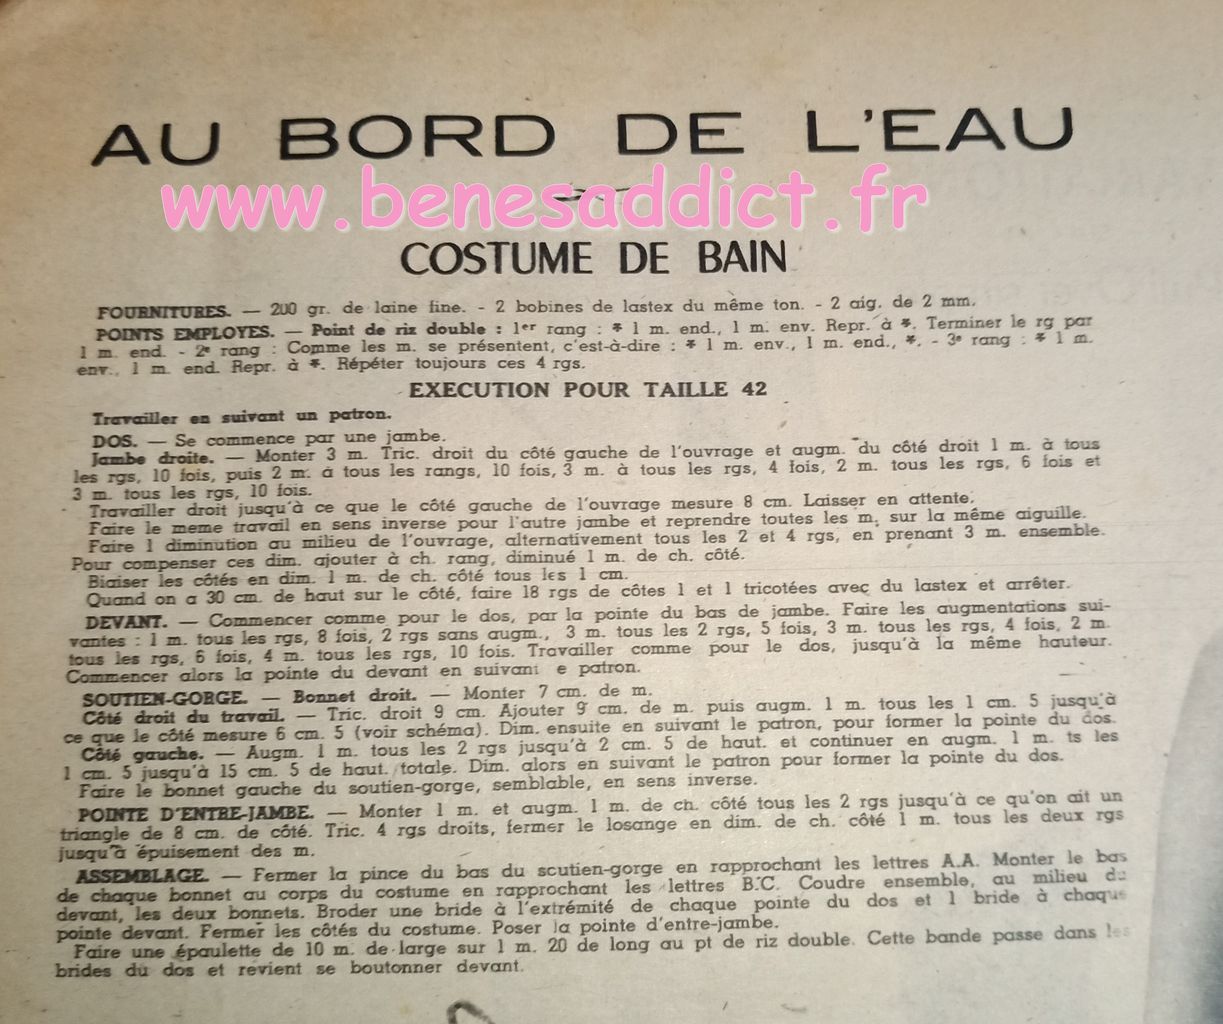 AU BORD DE L'EAU
www.benesaddict.fr
COSTUME DE BAIN
FOURNITURES. — 200 gr. de laine fine. - 2 bobines de lastex du même ton. - 2 aig. de 2 mm.
POINTS EMPLOYES. — Point de riz double : 1er rang : * 1 m. end., 1 m. env. Repr. à *. Terminer le rg par
1 m. end. - 2e rang : Comme les m. se présentent, c'est-à-dire : * 1 m. env., 1 m. end., *. - 3e rang : * 1 m.
env., 1 m. end. Repr. à *. Répéter toujours ces 4 rgs.
EXECUTION POUR TAILLE 42
Travailler en suivant un patron.
DOS. — Se commence par une jambe.
Jambe droite. — Monter 3 m. Tric. droit du côté gauche de l'ouvrage et augm. du côté droit 1 m. à tous
les rgs, 10 fois, puis 2 m. à tous les rangs, 10 fois, 3 m. à tous les rgs, 4 fois, 2 m. tous les rgs, 6 fois et
3 m. tous les rgs, 10 fois.
Travailler droit jusqu'à ce que le côté gauche de l'ouvrage mesure 8 cm. Laisser en attente.
Faire le meme travail en sens inverse pour l'autre jambe et reprendre toutes les m. sur la même aiguille.
Faire 1 diminution au milieu de l'ouvrage, alternativement tous les 2 et 4 rgs, en prenant 3 m. ensemble.
Pour compenser ces dim. ajouter à ch. rang, diminué 1 m. de ch. côté.
Biaiser les côtés en dim. 1 m. de ch. côté tous les 1 cm.
Quand on a 30 cm. de haut sur le côté, faire 18 rgs de côtes 1 et 1 tricotées avec du lastex et arrêter.
DEVANT. — Commencer comme pour le dos, par la pointe du bas de jambe. Faire les augmentations sui-
vantes : 1 m. tous les rgs, 8 fois, 2 rgs sans augm., 3 m. tous les 2 rgs, 5 fois, 3 m. tous les rgs, 4 fois, 2 m.
tous les rgs, 6 fois, 4 m. tous les rgs, 10 fois. Travailler comme pour le dos, jusqu'à la même hauteur.
Commencer alors la pointe du devant en suivant e patron.
SOUTIEN-GORGE. — Bonnet droit. — Monter 7 cm. de m.
Côté droit du travail. — Tric. droit 9 cm. Ajouter 9 cm. de m. puis augm. 1 m. tous les 1 cm. 5 jusqu'à
ce que le côté mesure 6 cm. 5 (voir schéma). Dim. ensuite en suivant le patron, pour former la pointe du dos.
Côté gauche. — Augm. 1 m. tous les 2 rgs jusqu'à 2 cm. 5 de haut. et continuer en augm. 1 m. ts les
1 cm. 5 jusqu'à 15 cm. 5 de haut. totale. Dim. alors en suivant le patron pour former la pointe du dos.
Faire le bonnet gauche du soutien-gorge, semblable, en sens inverse.
POINTE D'ENTRE-JAMBE. — Monter 1 m. et augm. 1 m. de ch. côté tous les 2 rgs jusqu'à ce qu'on ait un
triangle de 8 cm. de côté. Tric. 4 rgs droits, fermer le losange en dim. de ch. côté 1 m. tous les deux rgs
jusqu'à épuisement des m.
ASSEMBLAGE. — Fermer la pince du bas du scutien-gorge en rapprochant les lettres A.A. Monter le bas
de chaque bonnet au corps du costume en rapprochant les lettres B.C. Coudre ensemble, au milieu du
devant, les deux bonnets. Broder une bride à l'extrémité de chaque pointe du dos et 1 bride à chaque
pointe devant. Fermer les côtés du costume. Poser la pointe d'entre-jambe.
Faire une épaulette de 10 m. de large sur 1 m. 20 de long au pt de riz double. Cette bande passe dans les
brides du dos et revient se boutonner devant.